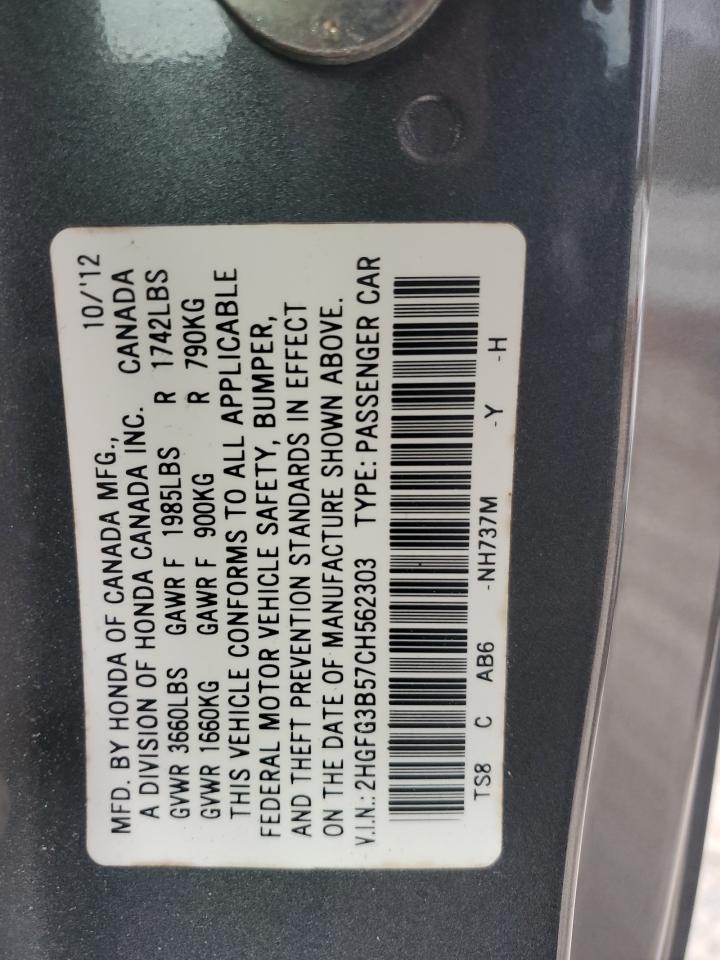 MFD. BY HONDA OF CANADA MFG., 10/'12
A DIVISION OF HONDA CANADA INC. CANADA
GVWR 3660LBS GAWR F 1985LBS R 1742LBS
GVWR 1660KG GAWR F 900KG R 790KG
THIS VEHICLE CONFORMS TO ALL APPLICABLE
FEDERAL MOTOR VEHICLE SAFETY, BUMPER,
AND THEFT PREVENTION STANDARDS IN EFFECT
ON THE DATE OF MANUFACTURE SHOWN ABOVE.
V.I.N.: 2HGFG3B57CH562303 TYPE: PASSENGER CAR
TS8 C AB6 -NH737M -Y -H